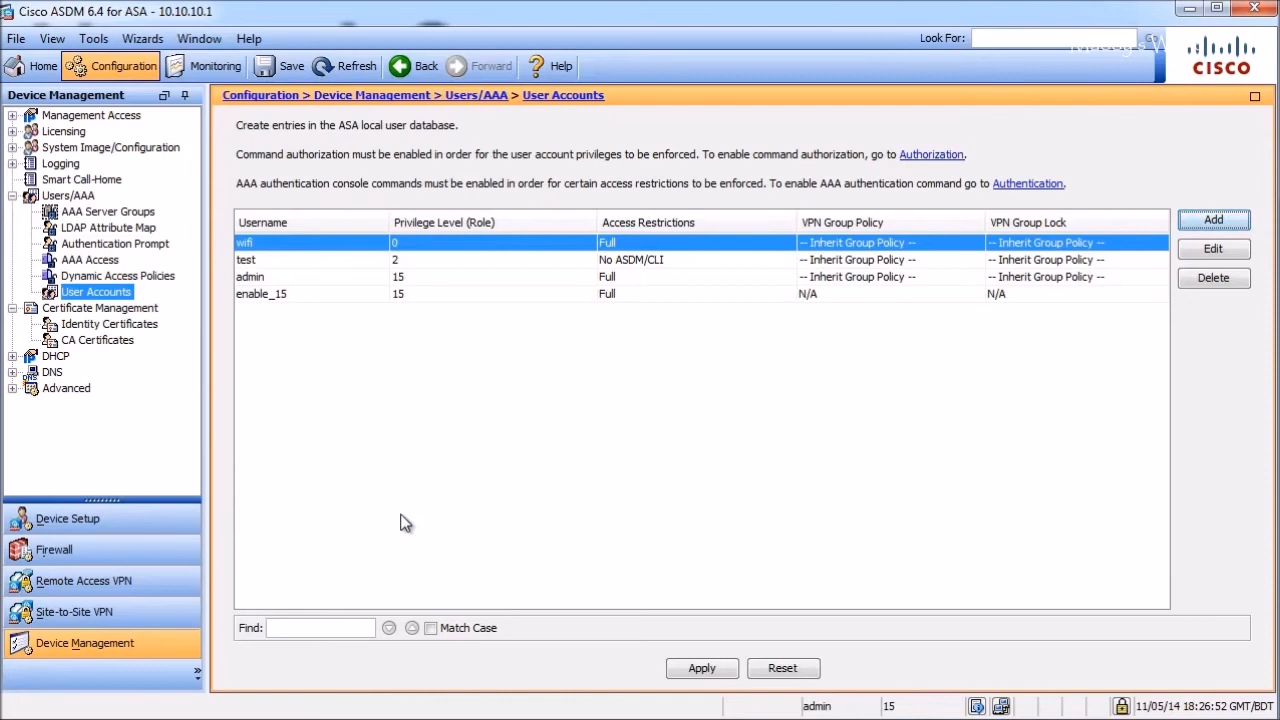 Cisco ASDM 6.4 for ASA - 10.10.10.1
File View Tools Wizards Window Help
Look For:
Home Configuration Monitoring Save Refresh Back Forward Help
CISCO
Device Management
Management Access
Licensing
System Image/Configuration
Logging
Smart Call-Home
Users/AAA
AAA Server Groups
LDAP Attribute Map
Authentication Prompt
AAA Access
Dynamic Access Policies
User Accounts
Certificate Management
Identity Certificates
CA Certificates
DHCP
DNS
Advanced
Device Setup
Firewall
Remote Access VPN
Site-to-Site VPN
Device Management
Configuration > Device Management > Users/AAA > User Accounts
Create entries in the ASA local user database.
Command authorization must be enabled in order for the user account privileges to be enforced. To enable command authorization, go to Authorization.
AAA authentication console commands must be enabled in order for certain access restrictions to be enforced. To enable AAA authentication command go to Authentication.
Username Privilege Level (Role) Access Restrictions VPN Group Policy VPN Group Lock
wifi 0 Full -- Inherit Group Policy -- -- Inherit Group Policy --
test 2 No ASDM/CLI -- Inherit Group Policy -- -- Inherit Group Policy --
admin 15 Full -- Inherit Group Policy -- -- Inherit Group Policy --
enable_15 15 Full N/A N/A
Add
Edit
Delete
Find: Match Case
Apply Reset
admin 15 11/05/14 18:26:52 GMT/BDT